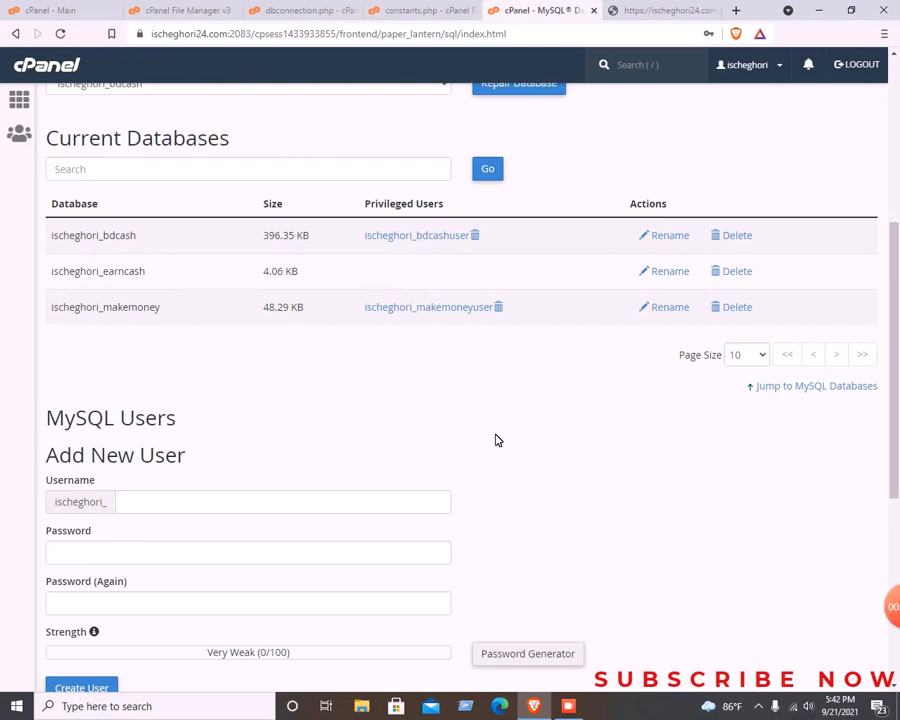 cPanel - Main
cPanel File Manager v3
dbconnection.php - cPan
constants.php - cPanel F
cPanel - MySQL® Da
https://ischeghori24.com
ischeghori24.com:2083/cpsess1433933855/frontend/paper_lantern/sql/index.html
cPanel
Search ( / )
ischeghori
LOGOUT
ischeghori_bdcash
Repair Database
Current Databases
Search
Go
Database Size Privileged Users Actions
ischeghori_bdcash 396.35 KB ischeghori_bdcashuser Rename Delete
ischeghori_earncash 4.06 KB Rename Delete
ischeghori_makemoney 48.29 KB ischeghori_makemoneyuser Rename Delete
Page Size 10 << < > >>
Jump to MySQL Databases
MySQL Users
Add New User
Username
ischeghori_
Password
Password (Again)
Strength
Very Weak (0/100)
Password Generator
Create User
SUBSCRIBE NOW
00:
Type here to search
86°F
5:42 PM
9/21/2021
23